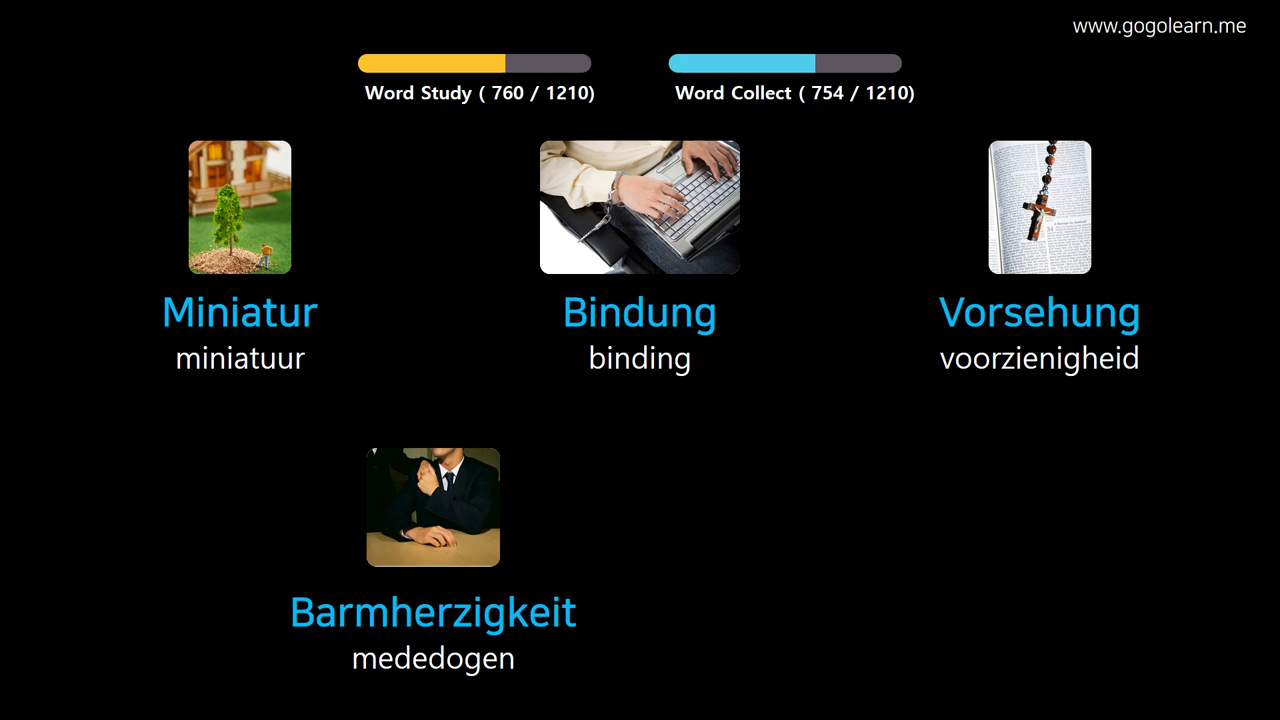 www.gogolearn.me
Word Study ( 760 / 1210)
Word Collect ( 754 / 1210)
Miniatur
miniatuur
Bindung
binding
Vorsehung
voorzienigheid
Barmherzigkeit
mededogen